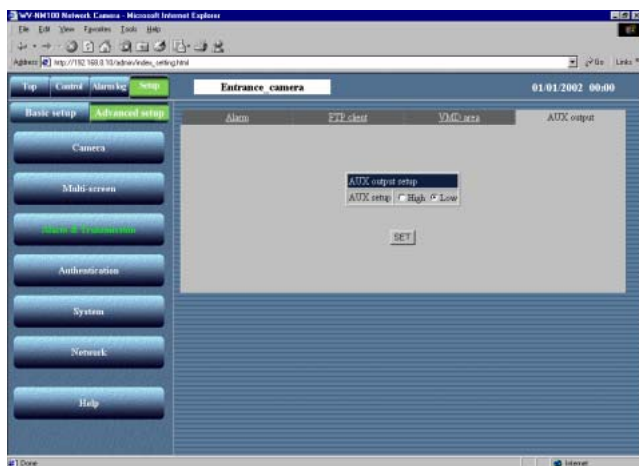 WV-NM100 Network Camera - Microsoft Internet Explorer
File Edit View Favorites Tools Help
Address http://192.168.0.10/admin/index_setting.html Go Links
Top Control Alarm log Setup Entrance_camera 01/01/2002 00:00
Basic setup Advanced setup
Alarm FTP client VMD area AUX output
Camera
AUX output setup
Multi-screen
AUX setup High Low
Alarm & Transmission
SET
Authentication
System
Network
Help
Done Internet